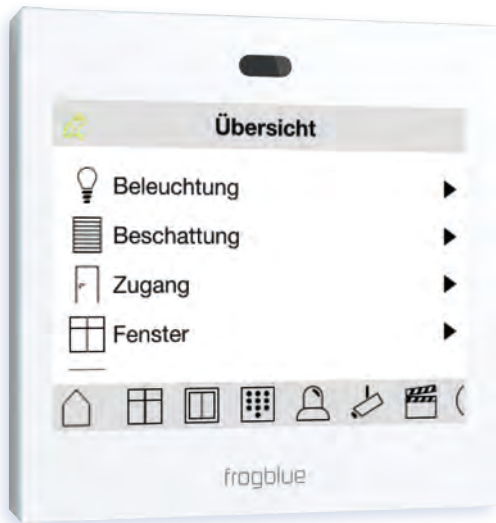 Übersicht
Beleuchtung
Beschattung
Zugang
Fenster
frogblue